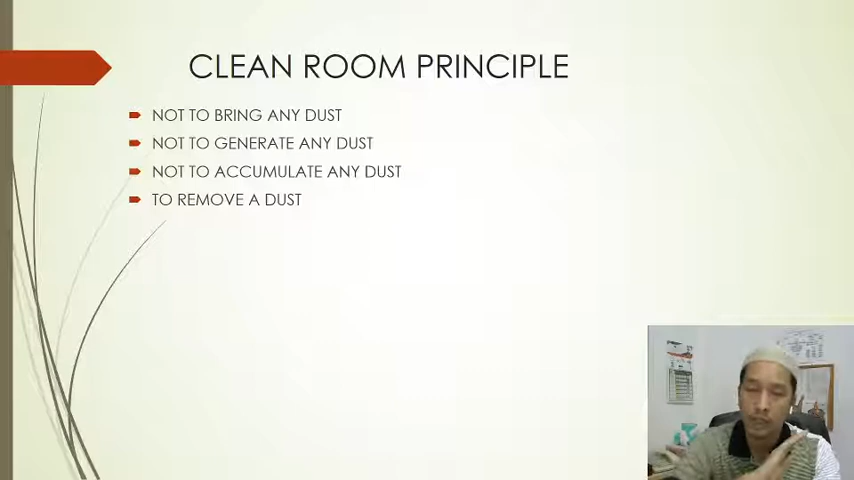 CLEAN ROOM PRINCIPLE
NOT TO BRING ANY DUST
NOT TO GENERATE ANY DUST
NOT TO ACCUMULATE ANY DUST
TO REMOVE A DUST